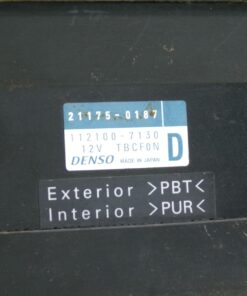 21175-0187
112100-7130
12V TBCF0N
DENSO MADE IN JAPAN D
Exterior >PBT<
Interior >PUR<